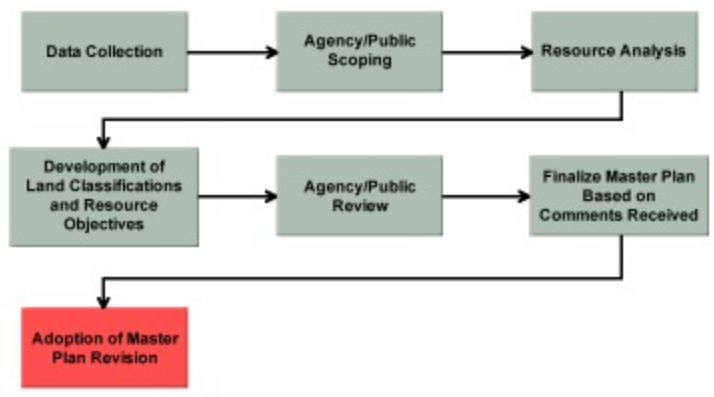 Data Collection
Agency/Public
Scoping
Resource Analysis
Development of
Land Classifications
and Resource
Objectives
Agency/Public
Review
Finalize Master Plan
Based on
Comments Received
Adoption of Master
Plan Revision